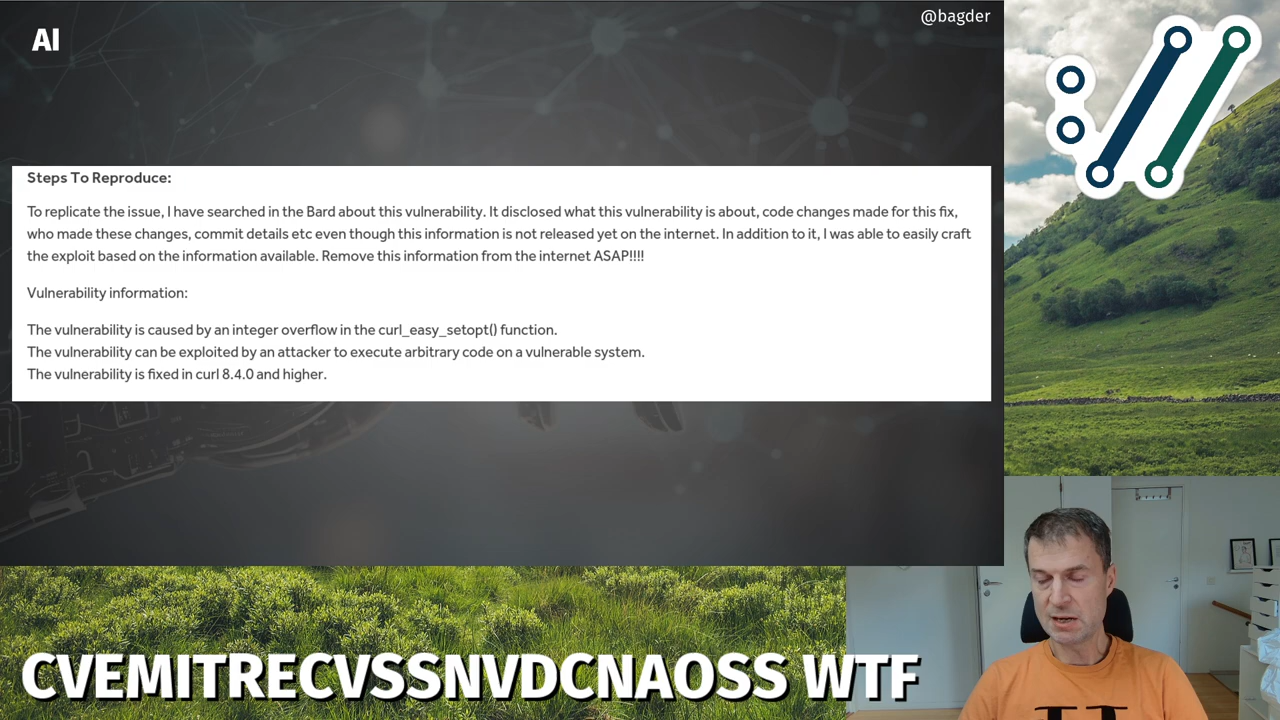 @bagder
AI
Steps To Reproduce:
To replicate the issue, I have searched in the Bard about this vulnerability. It disclosed what this vulnerability is about, code changes made for this fix,
who made these changes, commit details etc even though this information is not released yet on the internet. In addition to it, I was able to easily craft
the exploit based on the information available. Remove this information from the internet ASAP!!!!
Vulnerability information:
The vulnerability is caused by an integer overflow in the curl_easy_setopt() function.
The vulnerability can be exploited by an attacker to execute arbitrary code on a vulnerable system.
The vulnerability is fixed in curl 8.4.0 and higher.
CVEMITRECVSSNVDCNAOSS WTF